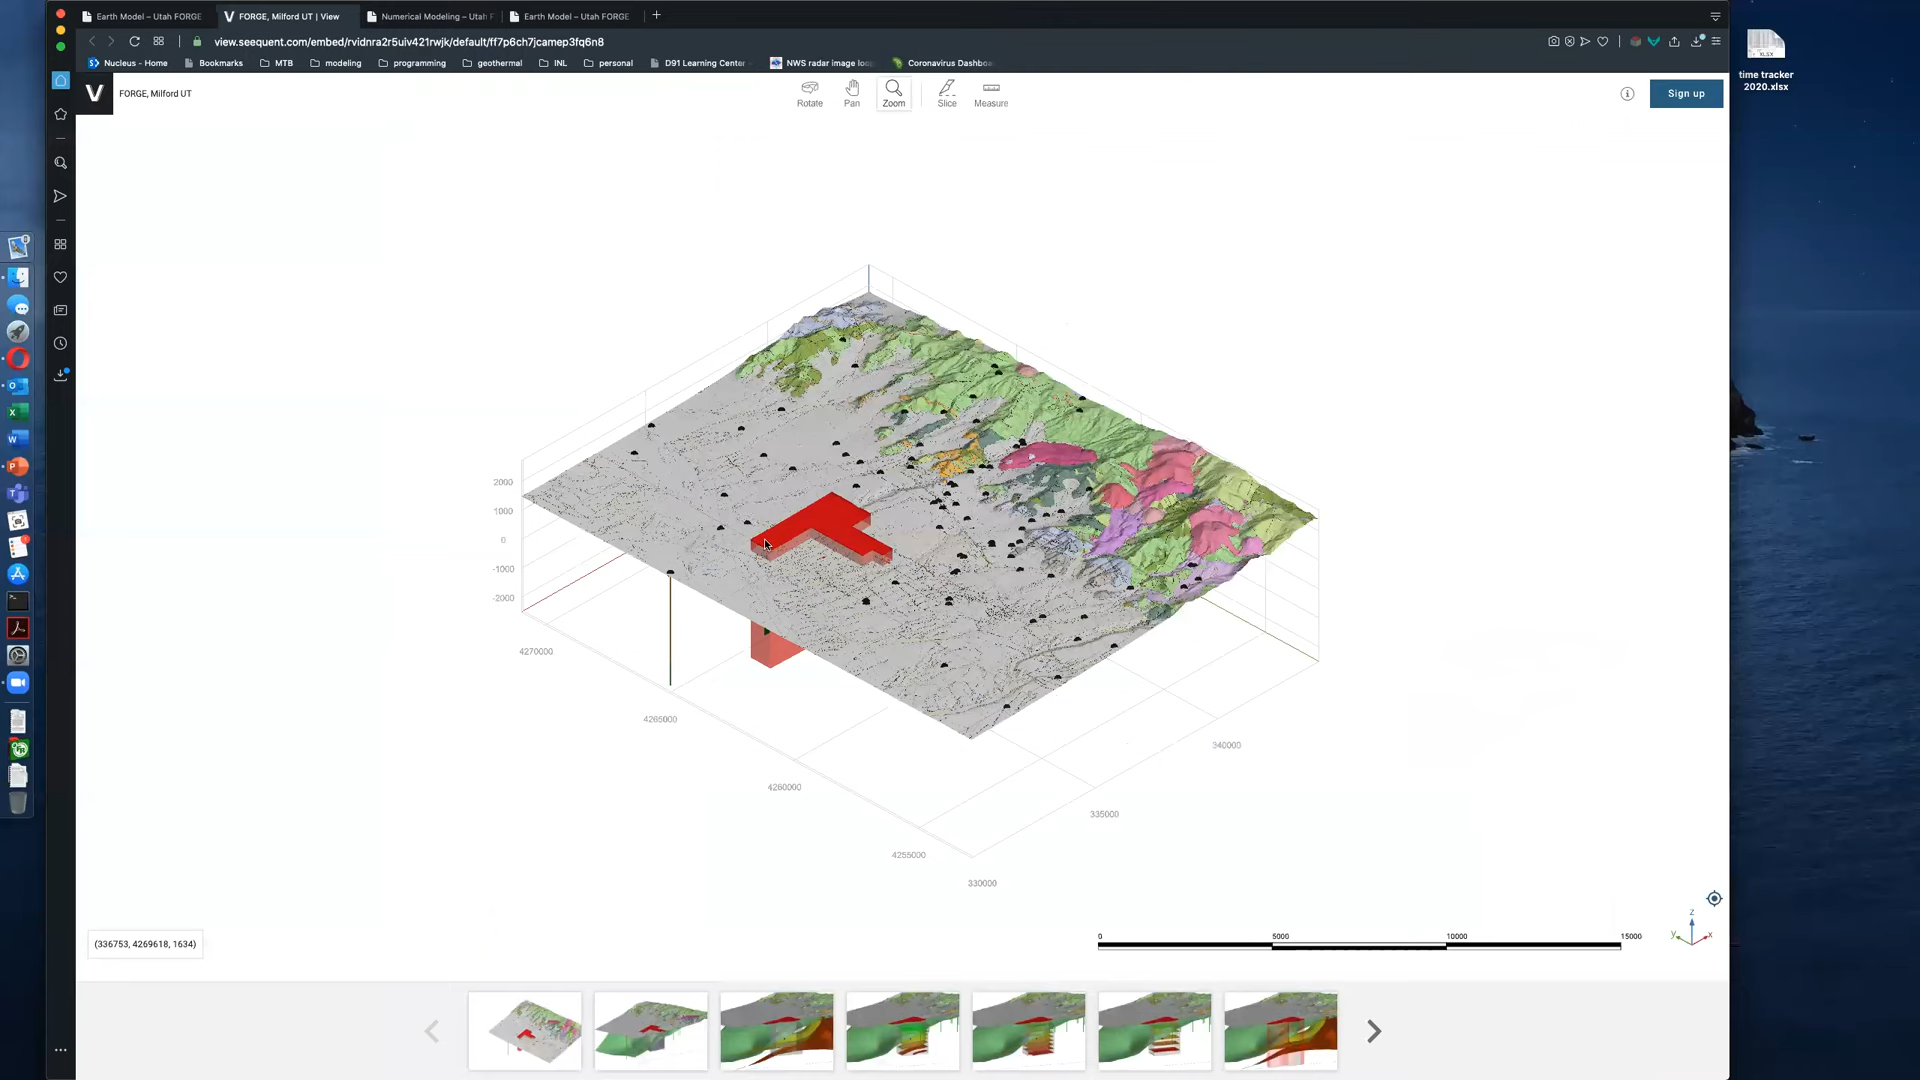 Earth Model – Utah FORGE
FORGE, Milford UT | View
Numerical Modeling – Utah F
Earth Model – Utah FORGE
view.seequent.com/embed/rvidnra2r5uiv421rwjk/default/ff7p6ch7jcamep3fq6n8
Nucleus - Home
Bookmarks
MTB
modeling
programming
geothermal
INL
personal
D91 Learning Center
NWS radar image loo
Coronavirus Dashboa
FORGE, Milford UT
Rotate
Pan
Zoom
Slice
Measure
Sign up
time tracker
2020.xlsx
XLSX
2000
1000
0
-1000
-2000
4270000
4265000
4260000
4255000
330000
335000
340000
(336753, 4269618, 1634)
0
5000
10000
15000
z
y
x